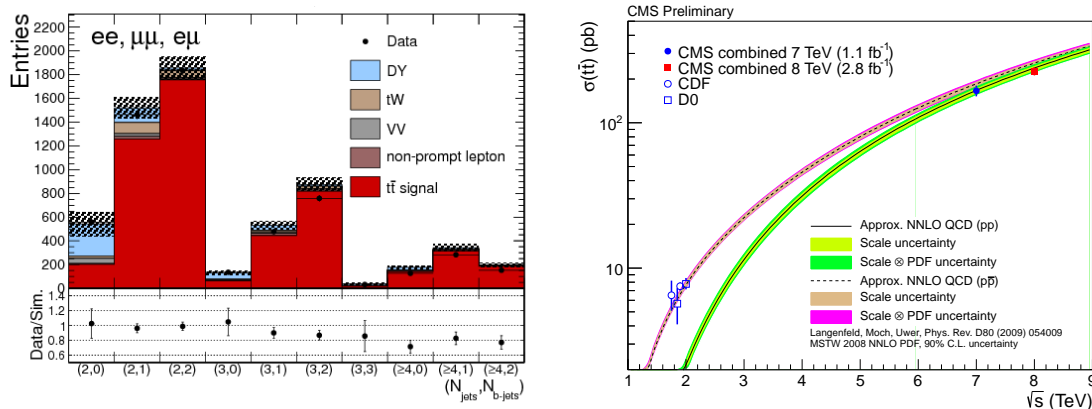 Entries
2200
2000
1800
1600
1400
1200
1000
800
600
400
200
0
ee, μμ, eμ
Data
DY
tW
VV
non-prompt lepton
tt̄ signal
Data/Sim.
1.4
1.2
1
0.8
0.6
(2,0) (2,1) (2,2) (3,0) (3,1) (3,2) (3,3) (≥4,0) (≥4,1) (≥4,2)
(N_jets, N_b-jets)
CMS Preliminary
σ(tt̄) (pb)
CMS combined 7 TeV (1.1 fb⁻¹)
CMS combined 8 TeV (2.8 fb⁻¹)
CDF
D0
10²
10
Approx. NNLO QCD (pp)
Scale uncertainty
Scale ⊗ PDF uncertainty
Approx. NNLO QCD (pp̄)
Scale uncertainty
Scale ⊗ PDF uncertainty
Langenfeld, Moch, Uwer, Phys. Rev. D80 (2009) 054009
MSTW 2008 NNLO PDF, 90% C.L. uncertainty
1 2 3 4 5 6 7 8 9
√s (TeV)